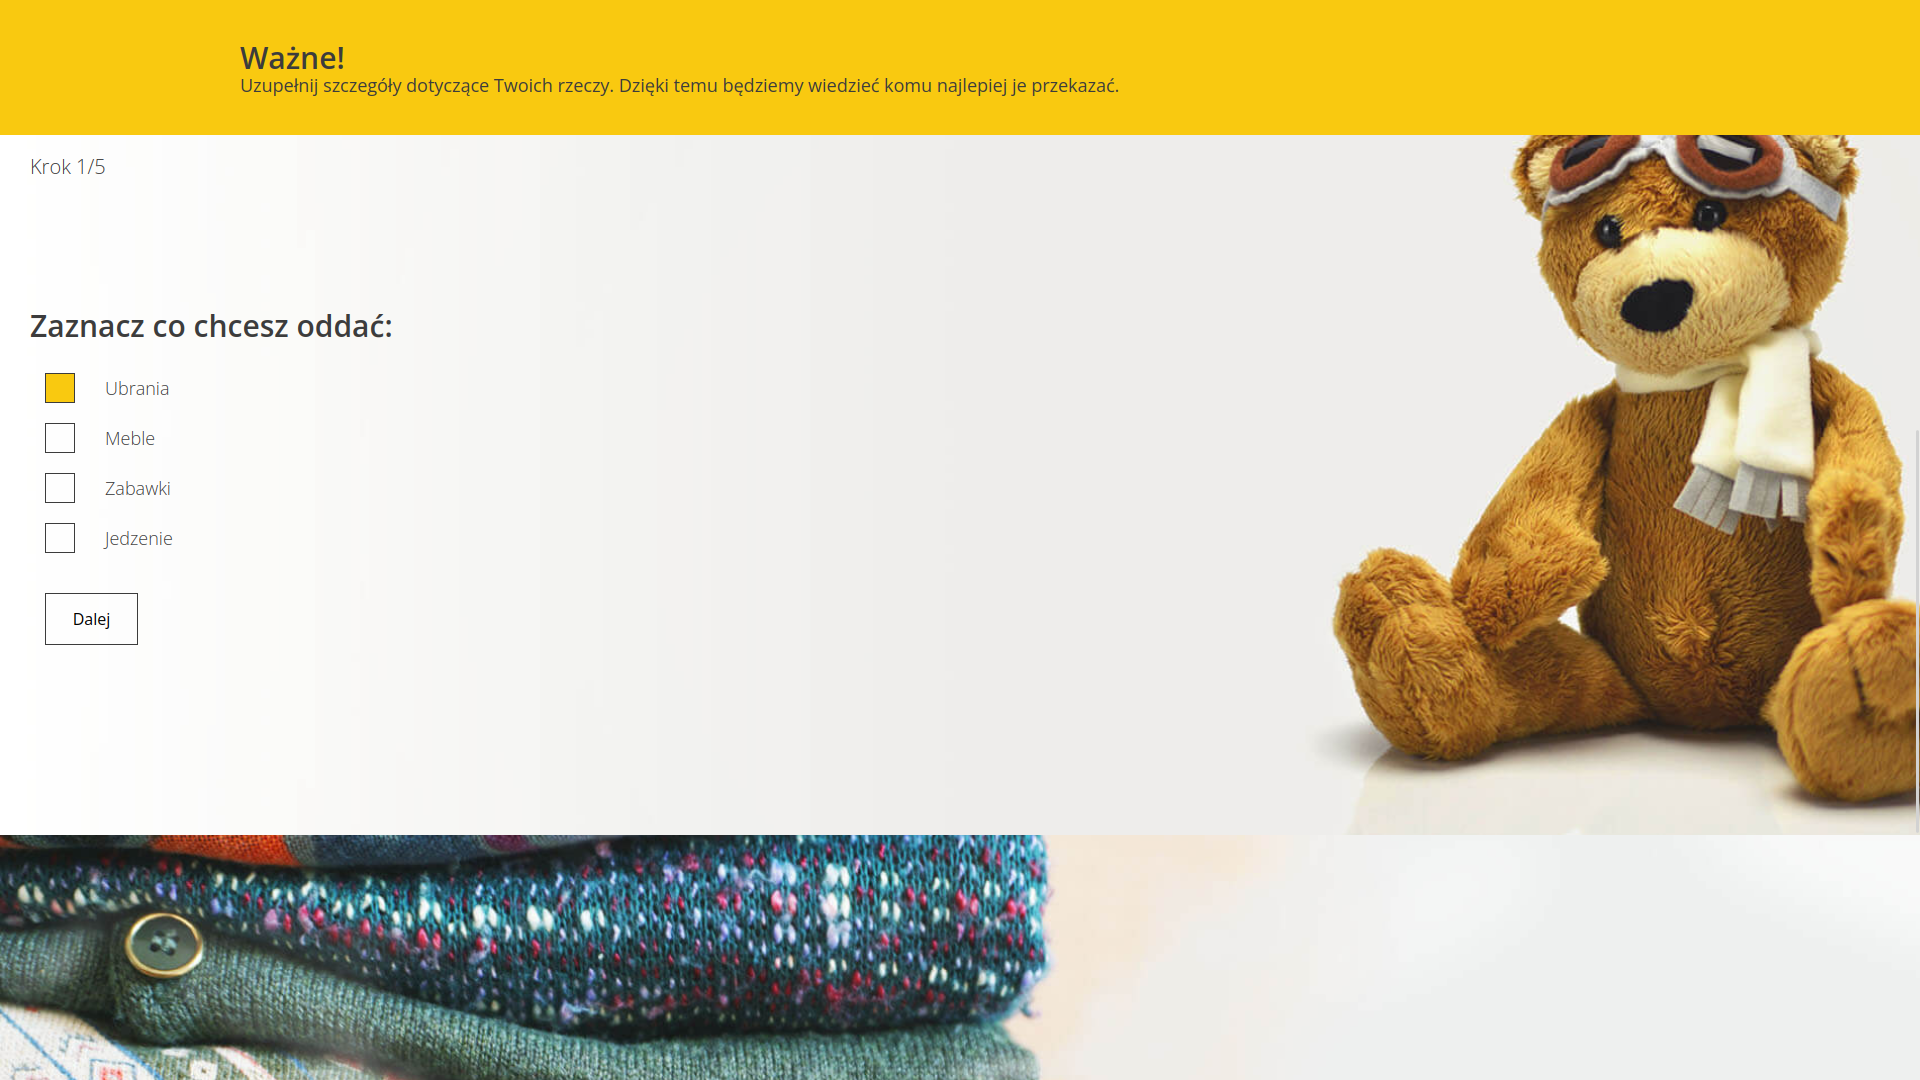 Ważne!
Uzupełnij szczegóły dotyczące Twoich rzeczy. Dzięki temu będziemy wiedzieć komu najlepiej je przekazać.
Krok 1/5
Zaznacz co chcesz oddać:
Ubrania
Meble
Zabawki
Jedzenie
Dalej